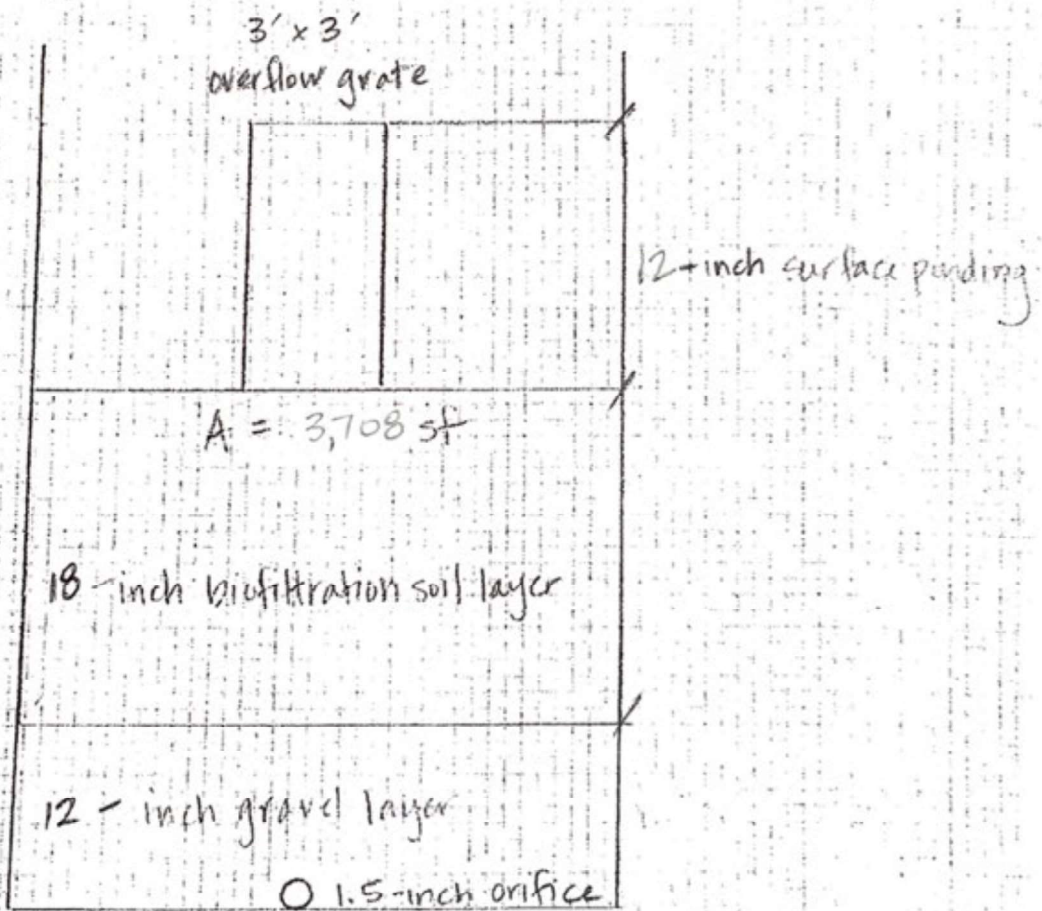 3' x 3'
overflow grate
12-inch surface ponding
A = 3,708 sf
18-inch biofiltration soil layer
12- inch gravel layer
1.5-inch orifice